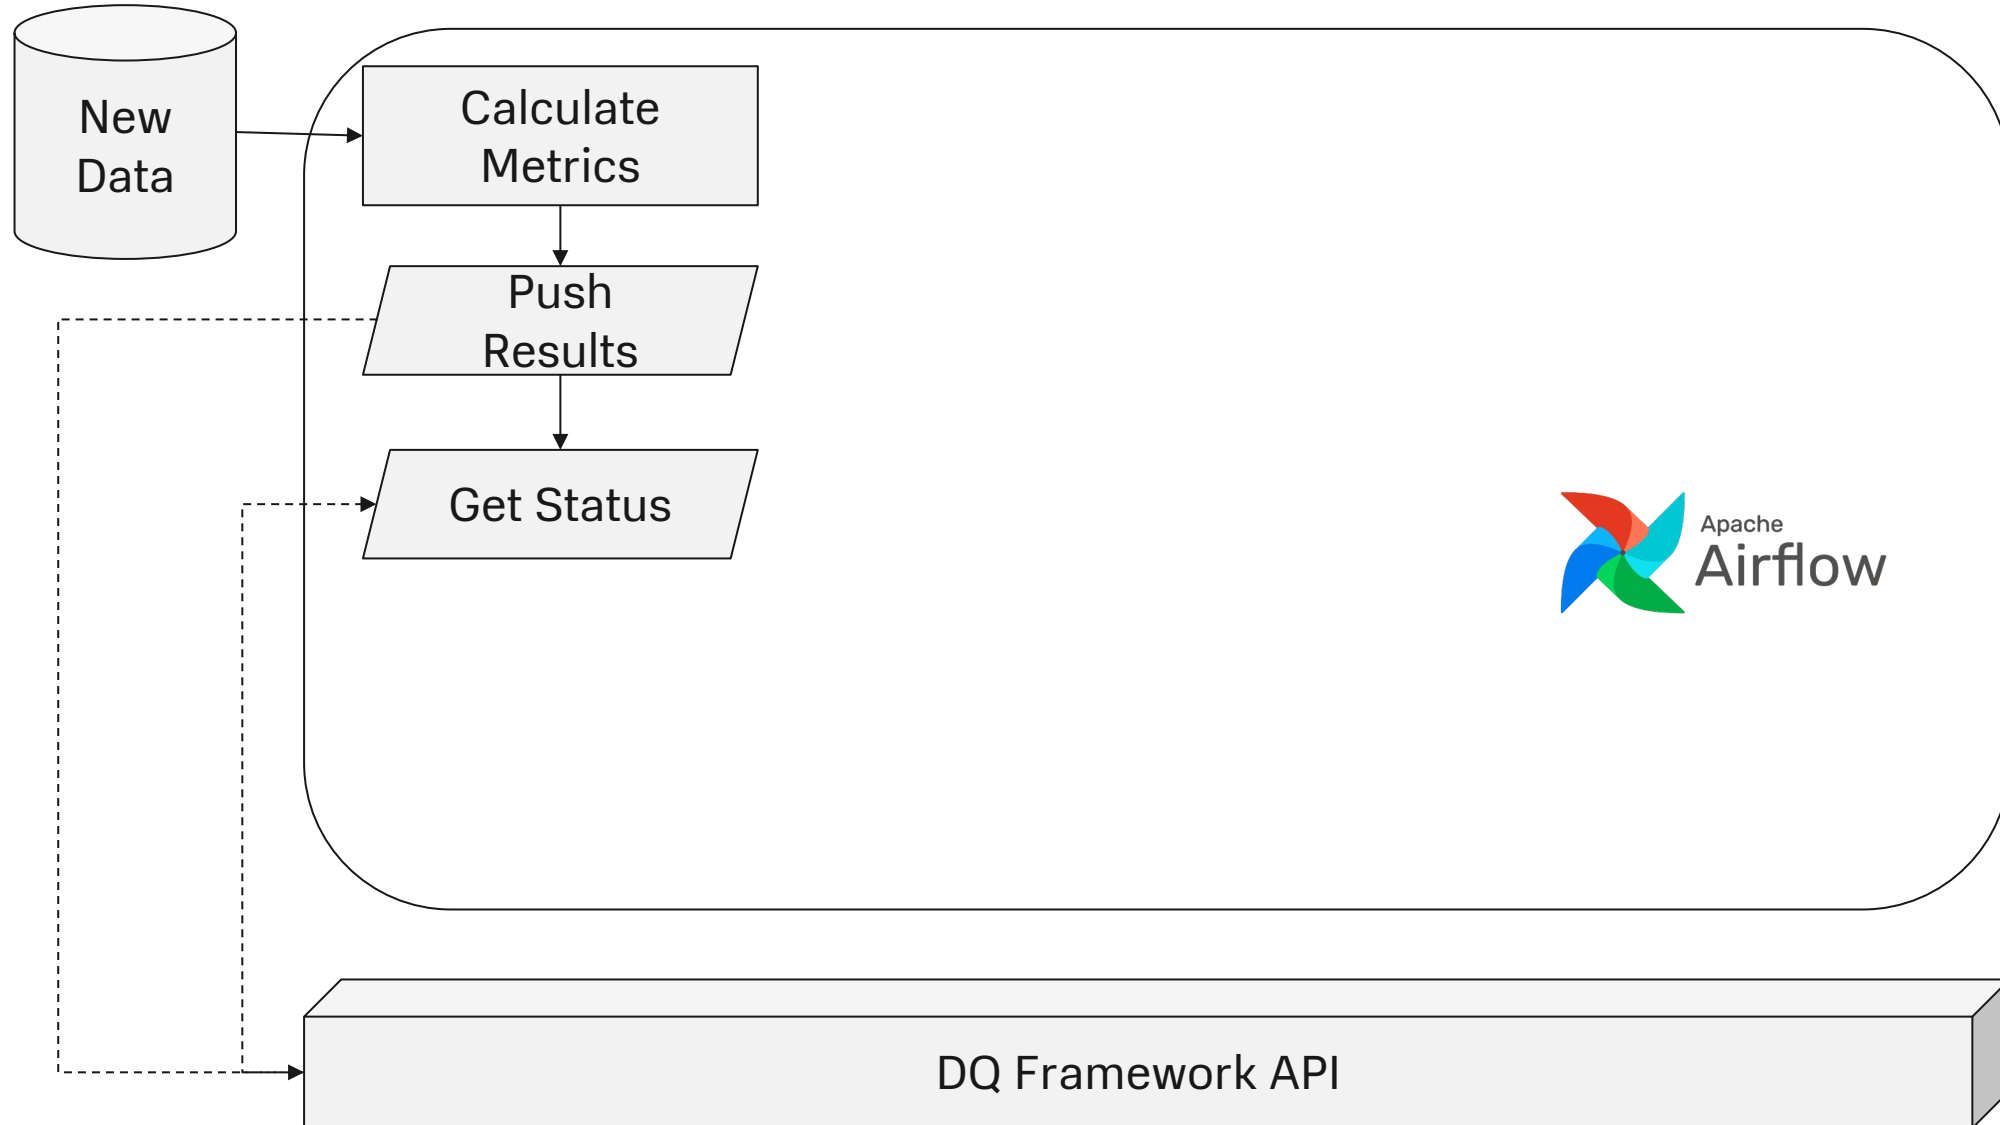 New
Data
Calculate
Metrics
Push
Results
Get Status
Apache
Airflow
DQ Framework API